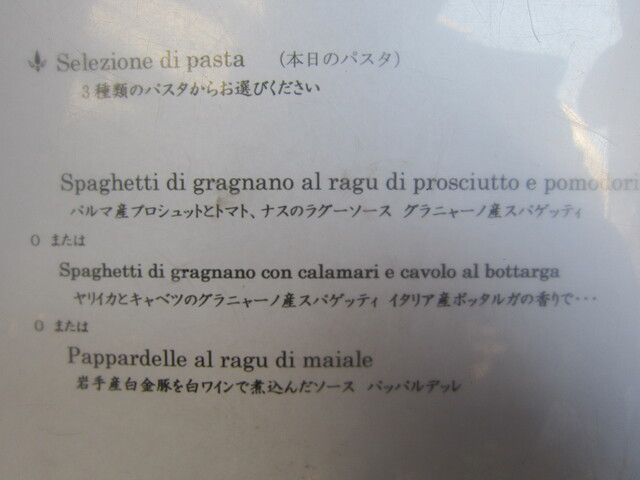 Selezione di pasta (本日のパスタ)
3種類のパスタからお選びください
Spaghetti di gragnano al ragu di prosciutto e pomodori
パルマ産プロシュットとトマト、ナスのラグーソース グラニャーノ産スパゲッティ
O または
Spaghetti di gragnano con calamari e cavolo al bottarga
ヤリイカとキャベツのグラニャーノ産スパゲッティ イタリア産ボッタルガの香りで・・・
O または
Pappardelle al ragu di maiale
岩手産白金豚を白ワインで煮込んだソース パッパルデッレ